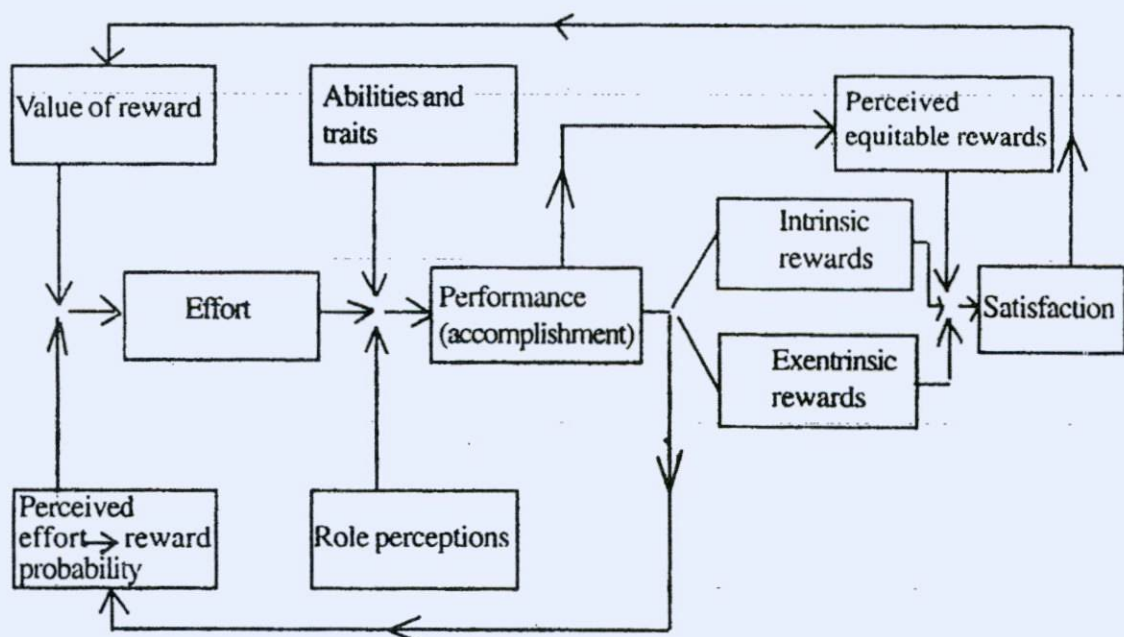 Value of reward
Abilities and
traits
Perceived
equitable rewards
Intrinsic
rewards
Effort
Performance
(accomplishment)
Satisfaction
Exentrinsic
rewards
Perceived
effort→reward
probability
Role perceptions